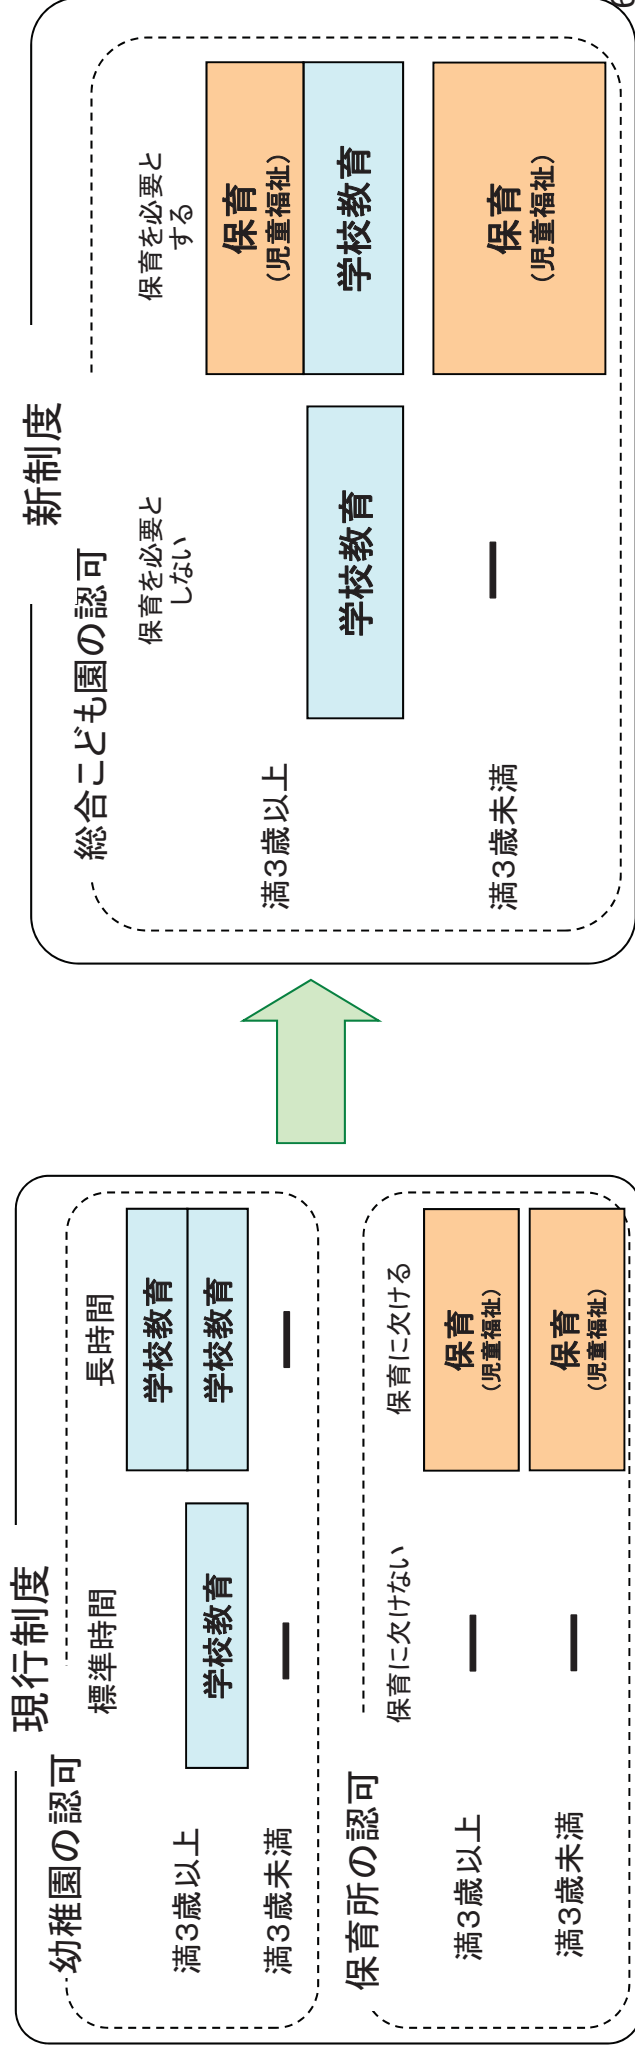 現行制度
幼稚園の認可
標準時間
長時間
学校教育
満3歳以上
学校教育
学校教育
満3歳未満
ー
ー
保育所の認可
保育に欠けない
保育に欠ける
満3歳以上
ー
保育
(児童福祉)
満3歳未満
ー
保育
(児童福祉)
新制度
総合こども園の認可
保育を必要と
しない
保育を必要と
する
満3歳以上
保育
(児童福祉)
学校教育
学校教育
満3歳未満
ー
保育
(児童福祉)